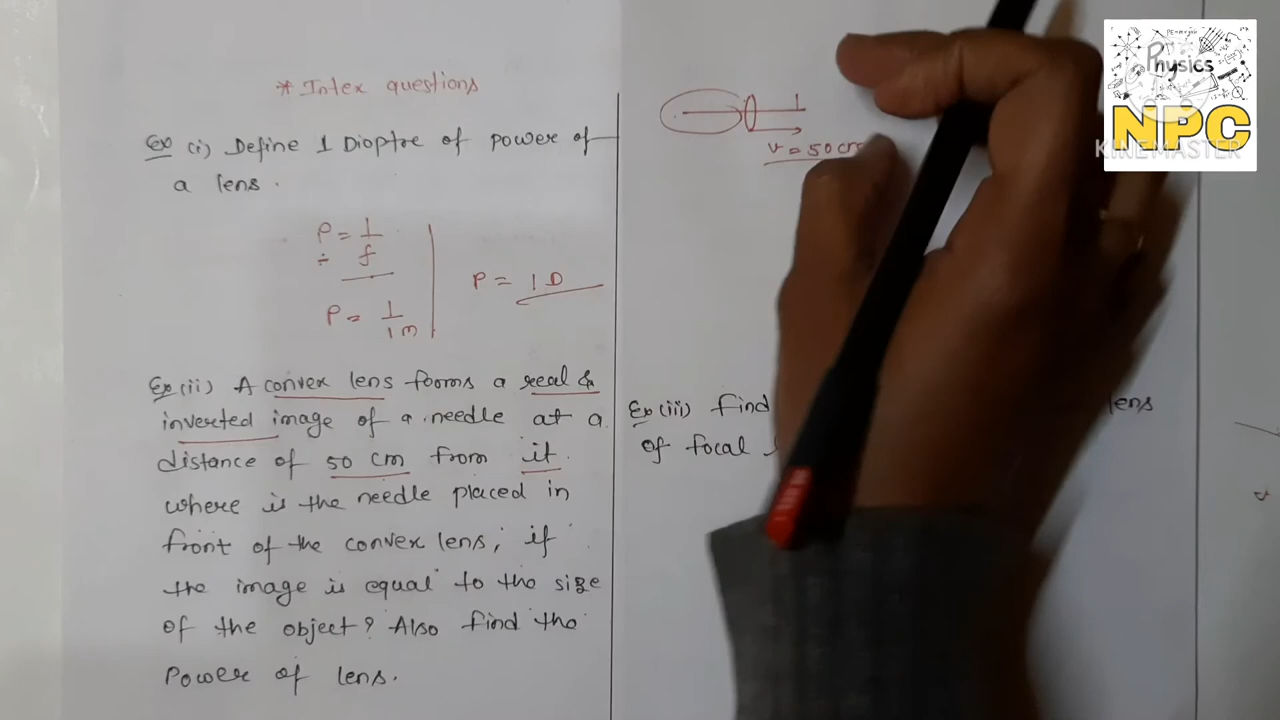 * Intex questions
Ex (i) Define 1 Dioptre of power of
a lens.
P = 1/f
P = 1/1m
P = 1D
Ex (ii) A convex lens forms a real &
inverted image of a needle at a
distance of 50 cm from it.
where is the needle placed in
front of the convex lens, if
the image is equal to the size
of the object? Also find the
Power of lens.
v = 50 cm
Ex (iii) Find lens
of focal
Physics
NPC
KINEMASTER